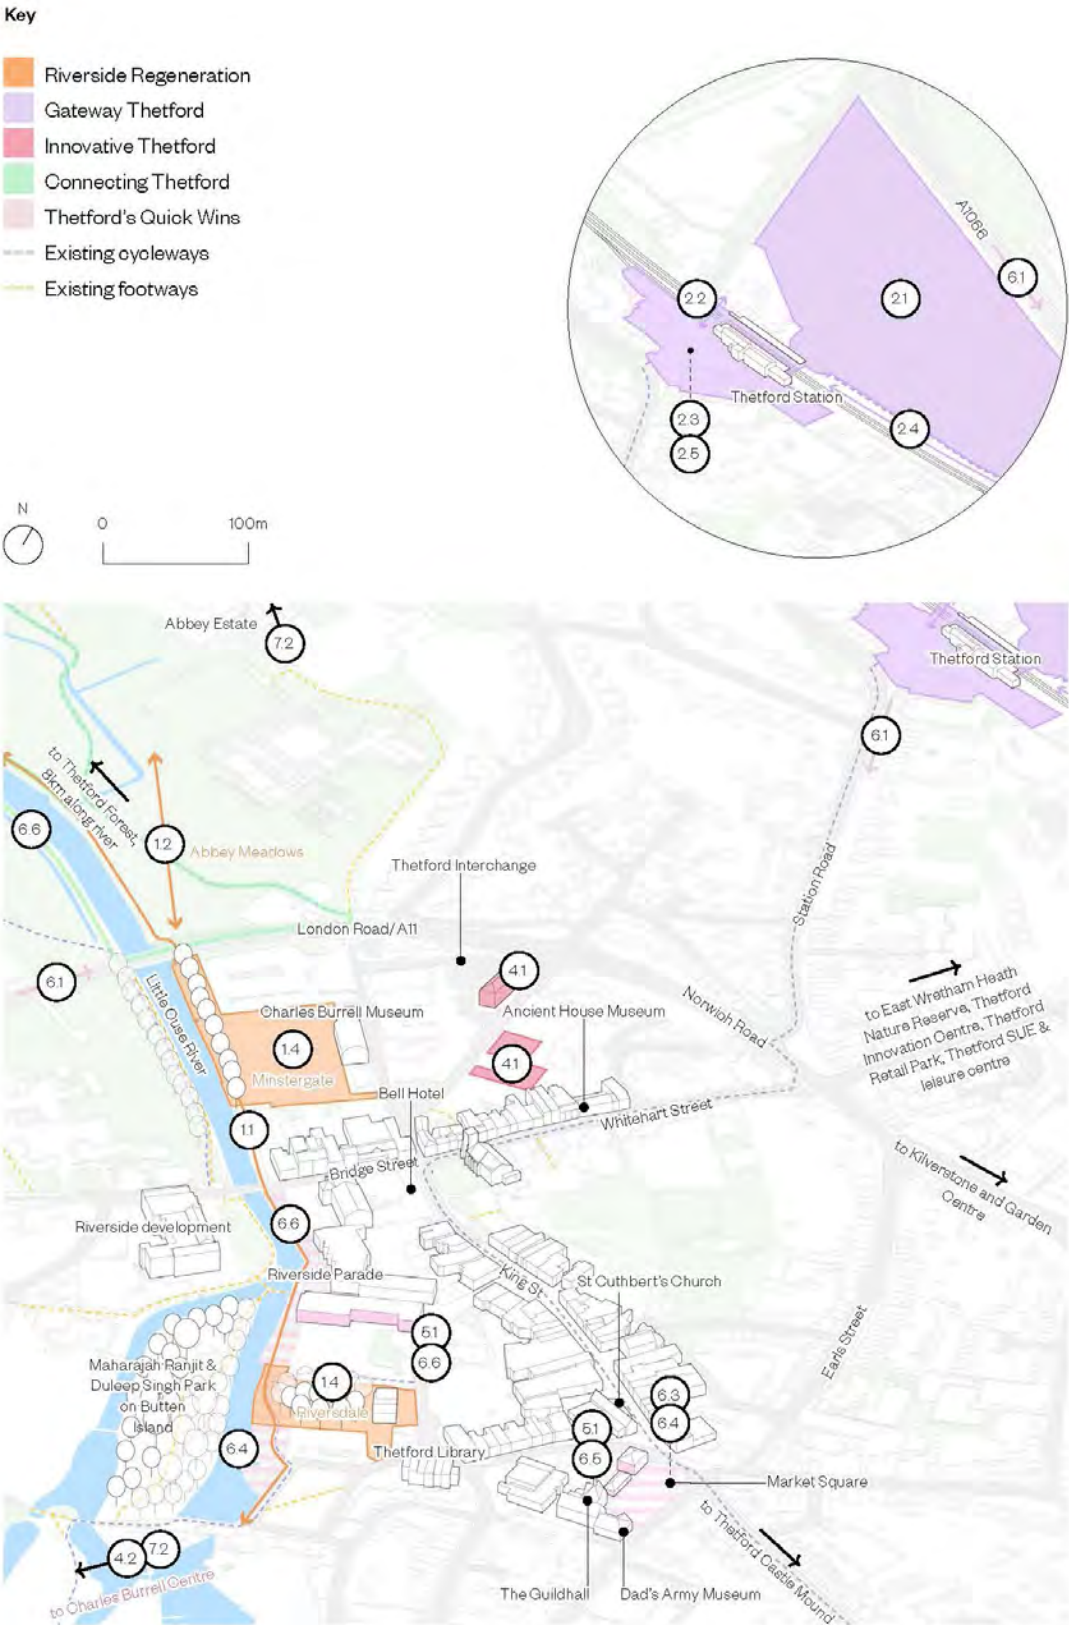 Key
Riverside Regeneration
Gateway Thetford
Innovative Thetford
Connecting Thetford
Thetford's Quick Wins
Existing cycleways
Existing footways
A1066
6.1
2.2
2.1
Thetford Station
2.3
2.4
2.5
N
0
100m
Abbey Estate
7.2
Thetford Station
6.1
to Thetford Forest,
8km along river
6.6
1.2
Abbey Meadows
Thetford Interchange
Station Road
London Road/A11
4.1
6.1
Little Ouse River
Charles Burrell Museum
Ancient House Museum
Norwich Road
to East Wretham Heath
Nature Reserve, Thetford
Innovation Centre, Thetford
Retail Park, Thetford SUE &
leisure centre
1.4
Minstergate
4.1
Bell Hotel
1.1
Whitehart Street
Bridge Street
to Kilverstone and Garden
Centre
Riverside development
6.6
Riverside Parade
King St
St Cuthbert's Church
5.1
6.6
Earls Street
Maharajah Ranjit &
Duleep Singh Park
on Butten
Island
1.4
Riversdale
6.3
6.4
5.1
6.5
6.4
Thetford Library
Market Square
to Thetford Castle Mound
4.2
7.2
to Charles Burrell Centre
The Guildhall
Dad's Army Museum